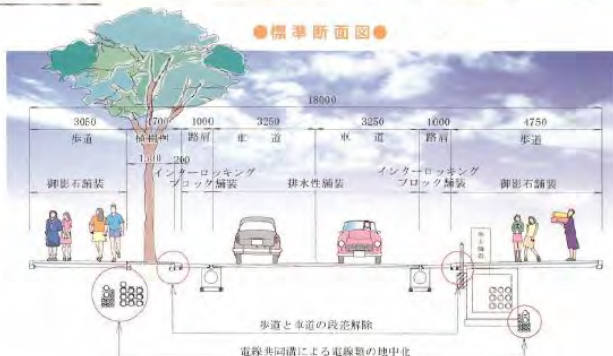 ●標準断面図●
18000
3050 1700 1000 3250 3250 1000 4750
歩道 植樹桝 路肩 車道 車道 路肩 歩道
1500 200
御影石舗装 インターロッキングブロック舗装 排水性舗装 インターロッキングブロック舗装 御影石舗装
歩道と車道の段差解除
電線共同溝による電線類の地中化